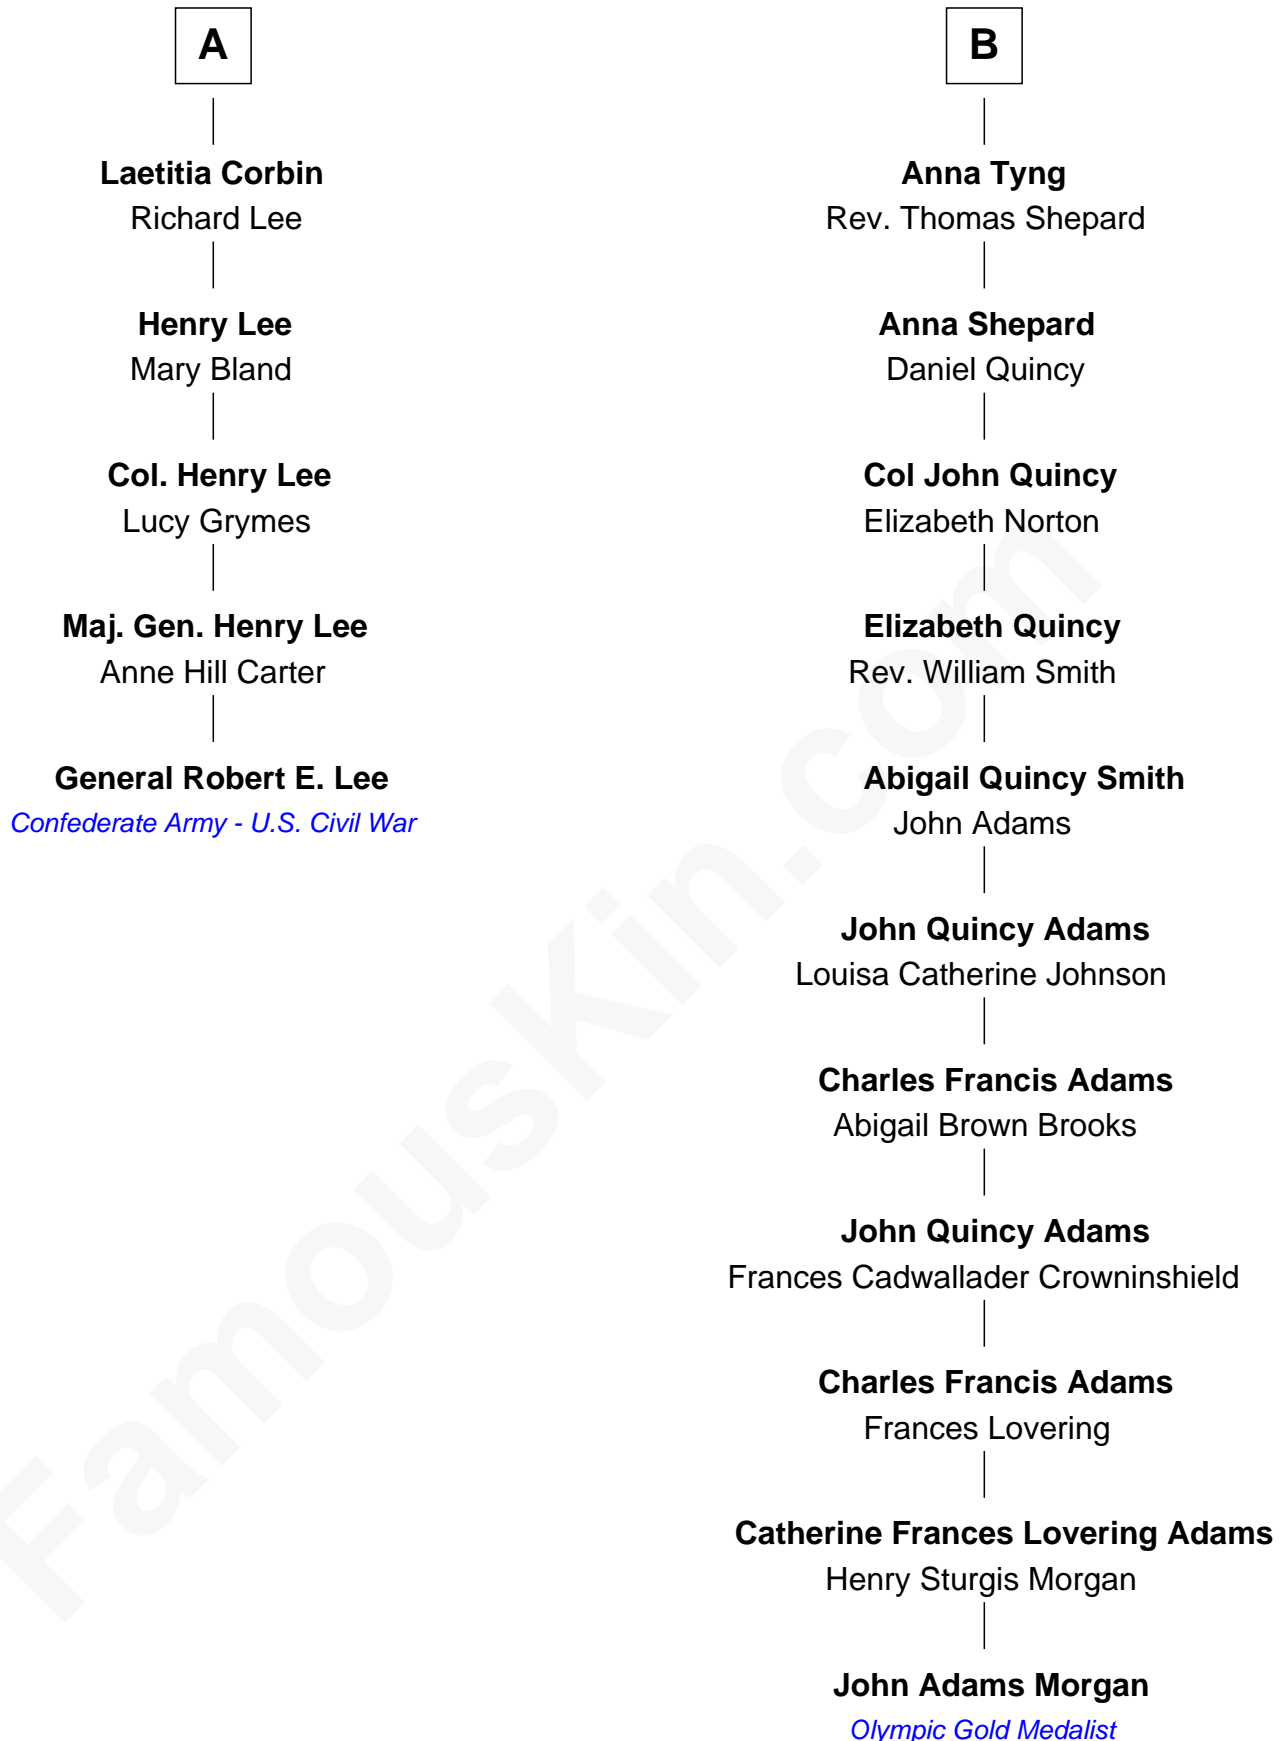 A
Laetitia Corbin
Richard Lee
Henry Lee
Mary Bland
Col. Henry Lee
Lucy Grymes
Maj. Gen. Henry Lee
Anne Hill Carter
General Robert E. Lee
Confederate Army - U.S. Civil War
B
Anna Tyng
Rev. Thomas Shepard
Anna Shepard
Daniel Quincy
Col John Quincy
Elizabeth Norton
Elizabeth Quincy
Rev. William Smith
Abigail Quincy Smith
John Adams
John Quincy Adams
Louisa Catherine Johnson
Charles Francis Adams
Abigail Brown Brooks
John Quincy Adams
Frances Cadwallader Crowninshield
Charles Francis Adams
Frances Lovering
Catherine Frances Lovering Adams
Henry Sturgis Morgan
John Adams Morgan
Olympic Gold Medalist
FamousKin.com